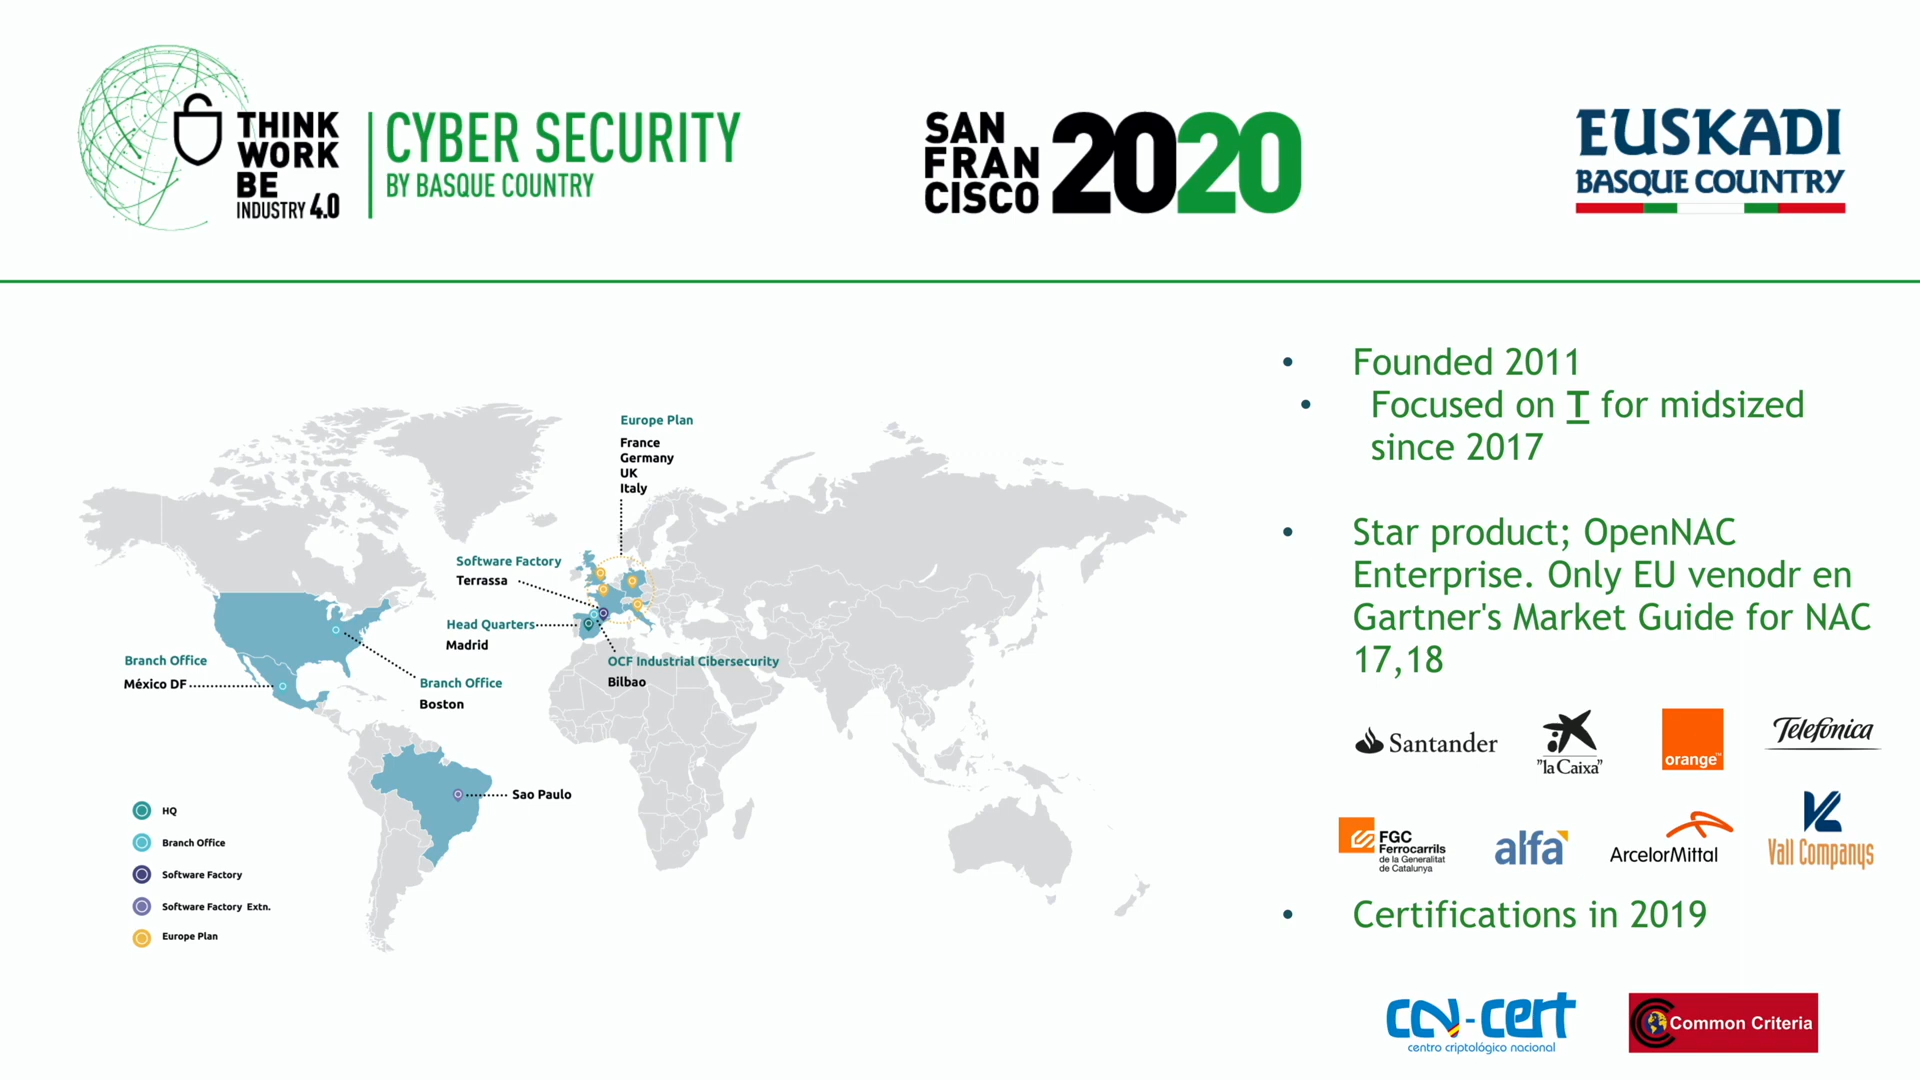 THINK
WORK
BE
INDUSTRY 4.0
CYBER SECURITY
BY BASQUE COUNTRY
SAN
FRAN
CISCO
2020
EUSKADI
BASQUE COUNTRY
Europe Plan
France
Germany
UK
Italy
Software Factory
Terrassa
Head Quarters
Madrid
OCF Industrial Cibersecurity
Bilbao
Branch Office
México DF
Branch Office
Boston
Sao Paulo
HQ
Branch Office
Software Factory
Software Factory Extn.
Europe Plan
• Founded 2011
• Focused on T for midsized
since 2017
• Star product; OpenNAC
Enterprise. Only EU venodr en
Gartner's Market Guide for NAC
17,18
Santander
"la Caixa"
orange™
Telefónica
FGC
Ferrocarrils
de la Generalitat
de Catalunya
alfa
ArcelorMittal
Vall Companys
• Certifications in 2019
ccn-cert
centro criptológico nacional
Common Criteria